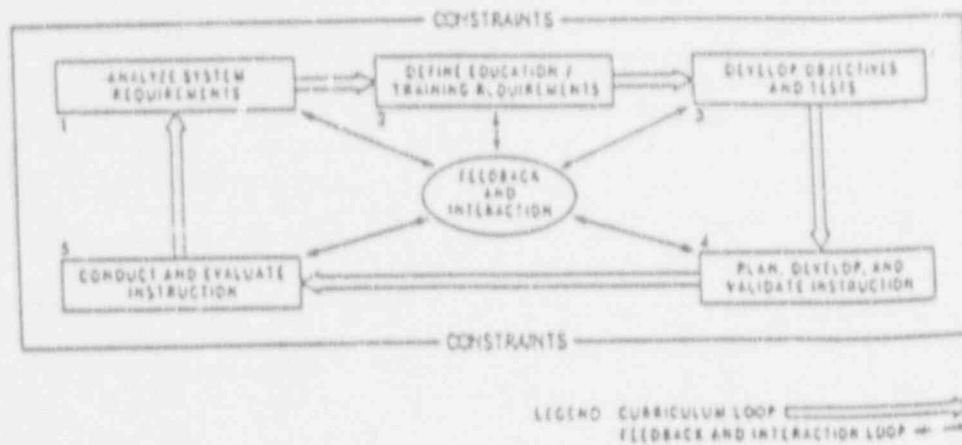 CONSTRAINTS
ANALYZE SYSTEM
REQUIREMENTS
1
DEFINE EDUCATION /
TRAINING REQUIREMENTS
2
DEVELOP OBJECTIVES
AND TESTS
3
FEEDBACK
AND
INTERACTION
5
CONDUCT AND EVALUATE
INSTRUCTION
4
PLAN, DEVELOP, AND
VALIDATE INSTRUCTION
CONSTRAINTS
LEGEND CURRICULUM LOOP
FEEDBACK AND INTERACTION LOOP